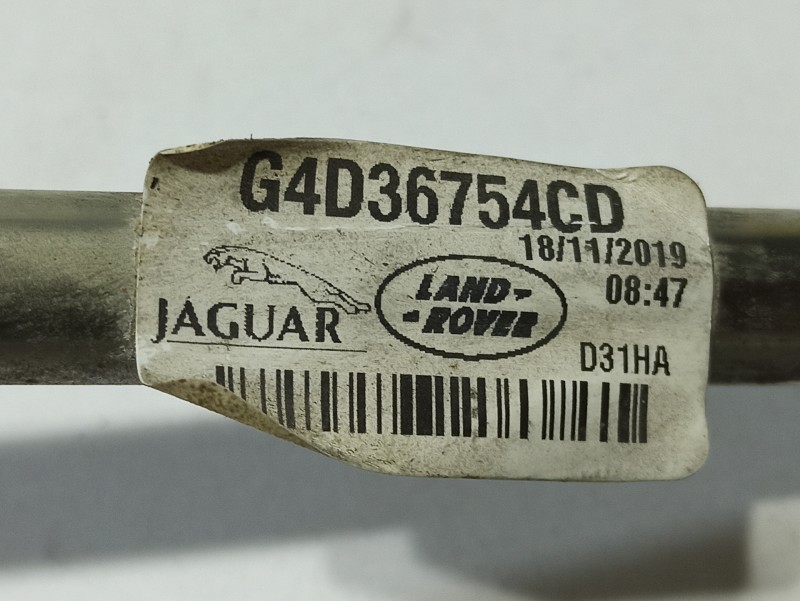 G4D36754CD
18/11/2019
08:47
JAGUAR
LAND-
-ROVER
D31HA